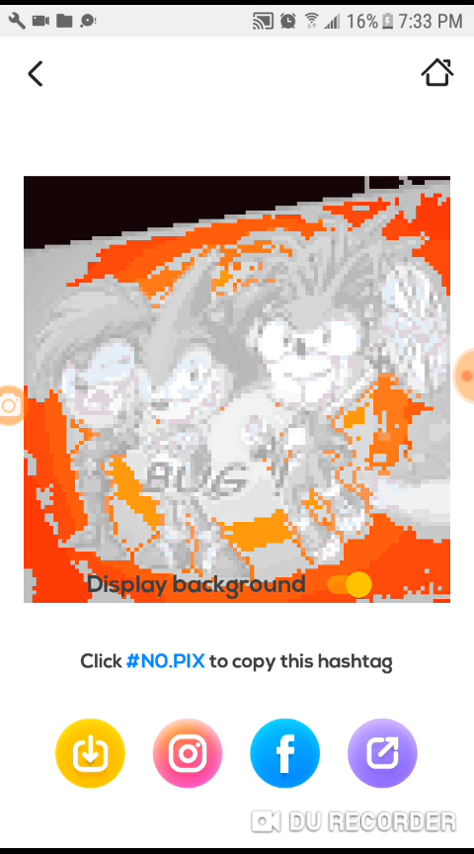 16% 7:33 PM
BUG!
Display background
Click #NO.PIX to copy this hashtag
DU RECORDER